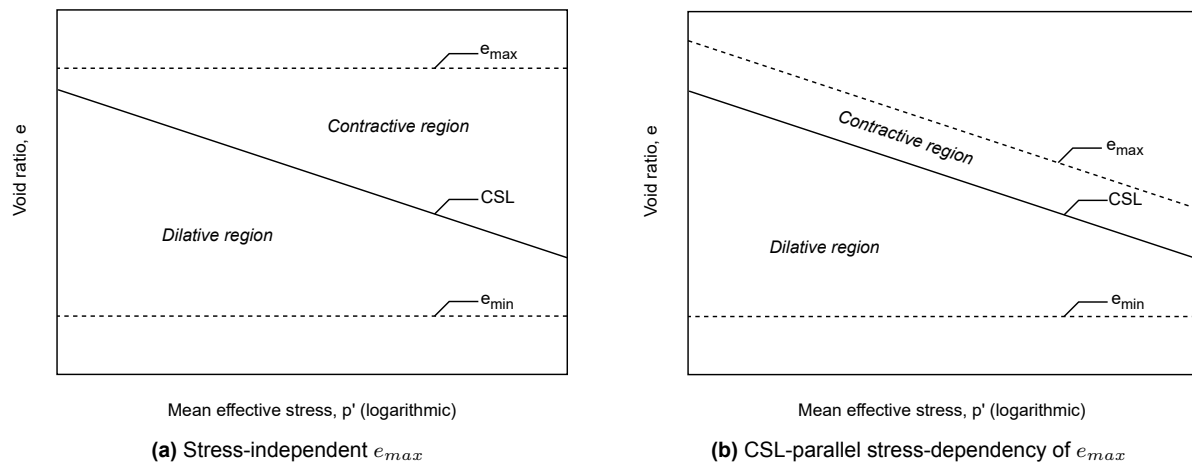 e_max
Contractive region
Void ratio, e
CSL
Dilative region
e_min
Mean effective stress, p' (logarithmic)
(a) Stress-independent e_max
Contractive region
e_max
Void ratio, e
CSL
Dilative region
e_min
Mean effective stress, p' (logarithmic)
(b) CSL-parallel stress-dependency of e_max